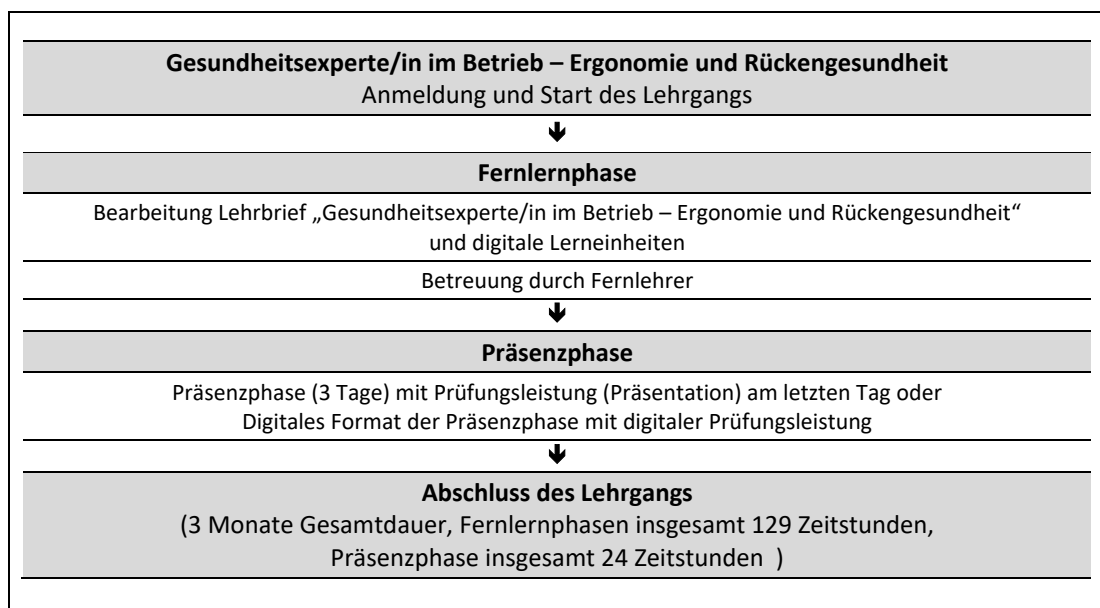 Gesundheitsexperte/in im Betrieb – Ergonomie und Rückengesundheit
Anmeldung und Start des Lehrgangs
Fernlernphase
Bearbeitung Lehrbrief „Gesundheitsexperte/in im Betrieb – Ergonomie und Rückengesundheit“
und digitale Lerneinheiten
Betreuung durch Fernlehrer
Präsenzphase
Präsenzphase (3 Tage) mit Prüfungsleistung (Präsentation) am letzten Tag oder
Digitales Format der Präsenzphase mit digitaler Prüfungsleistung
Abschluss des Lehrgangs
(3 Monate Gesamtdauer, Fernlernphasen insgesamt 129 Zeitstunden,
Präsenzphase insgesamt 24 Zeitstunden )